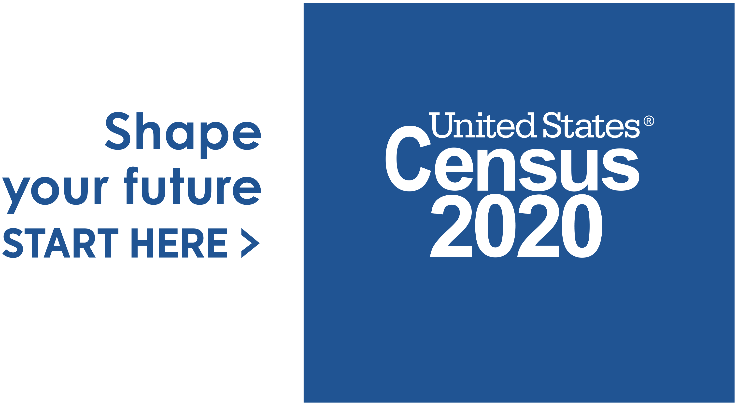 Shape
your future
START HERE >
United States®
Census
2020